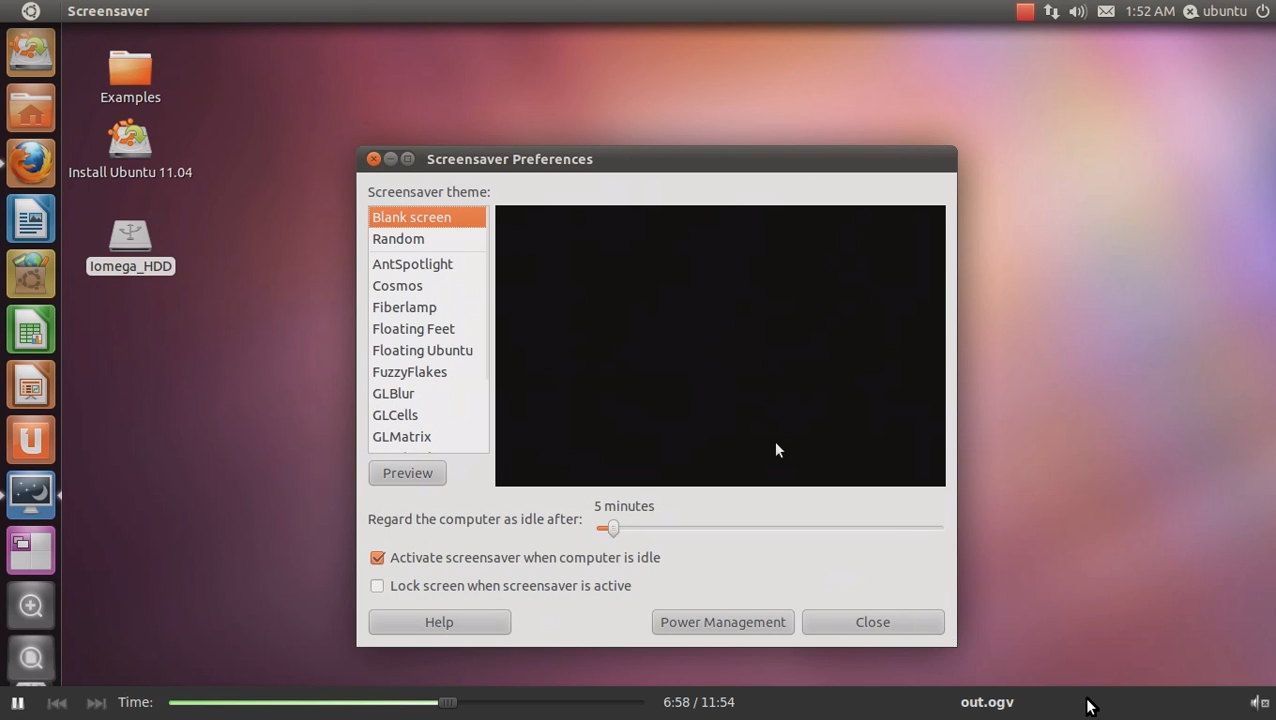 Screensaver
1:52 AM ubuntu
Examples
Install Ubuntu 11.04
Iomega_HDD
Screensaver Preferences
Screensaver theme:
Blank screen
Random
AntSpotlight
Cosmos
Fiberlamp
Floating Feet
Floating Ubuntu
FuzzyFlakes
GLBlur
GLCells
GLMatrix
Preview
5 minutes
Regard the computer as idle after:
Activate screensaver when computer is idle
Lock screen when screensaver is active
Help
Power Management
Close
Time:
6:58 / 11:54
out.ogv